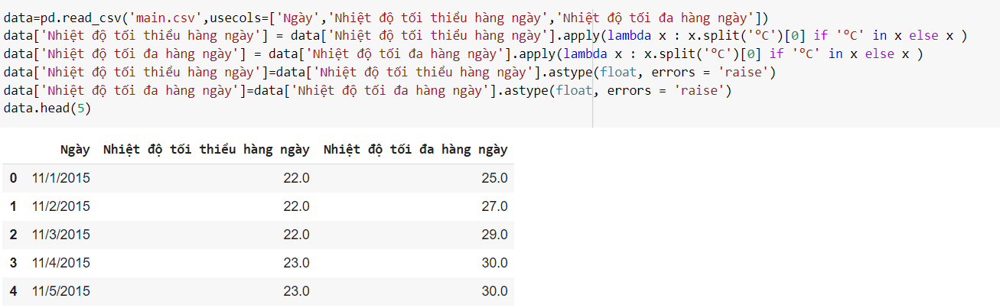 data=pd.read_csv('main.csv',usecols=['Ngày','Nhiệt độ tối thiểu hàng ngày','Nhiệt độ tối đa hàng ngày'])
data['Nhiệt độ tối thiểu hàng ngày'] = data['Nhiệt độ tối thiểu hàng ngày'].apply(lambda x : x.split('°C')[0] if '°C' in x else x )
data['Nhiệt độ tối đa hàng ngày'] = data['Nhiệt độ tối đa hàng ngày'].apply(lambda x : x.split('°C')[0] if '°C' in x else x )
data['Nhiệt độ tối thiểu hàng ngày']=data['Nhiệt độ tối thiểu hàng ngày'].astype(float, errors = 'raise')
data['Nhiệt độ tối đa hàng ngày']=data['Nhiệt độ tối đa hàng ngày'].astype(float, errors = 'raise')
data.head(5)
Ngày Nhiệt độ tối thiểu hàng ngày Nhiệt độ tối đa hàng ngày
0 11/1/2015 22.0 25.0
1 11/2/2015 22.0 27.0
2 11/3/2015 22.0 29.0
3 11/4/2015 23.0 30.0
4 11/5/2015 23.0 30.0